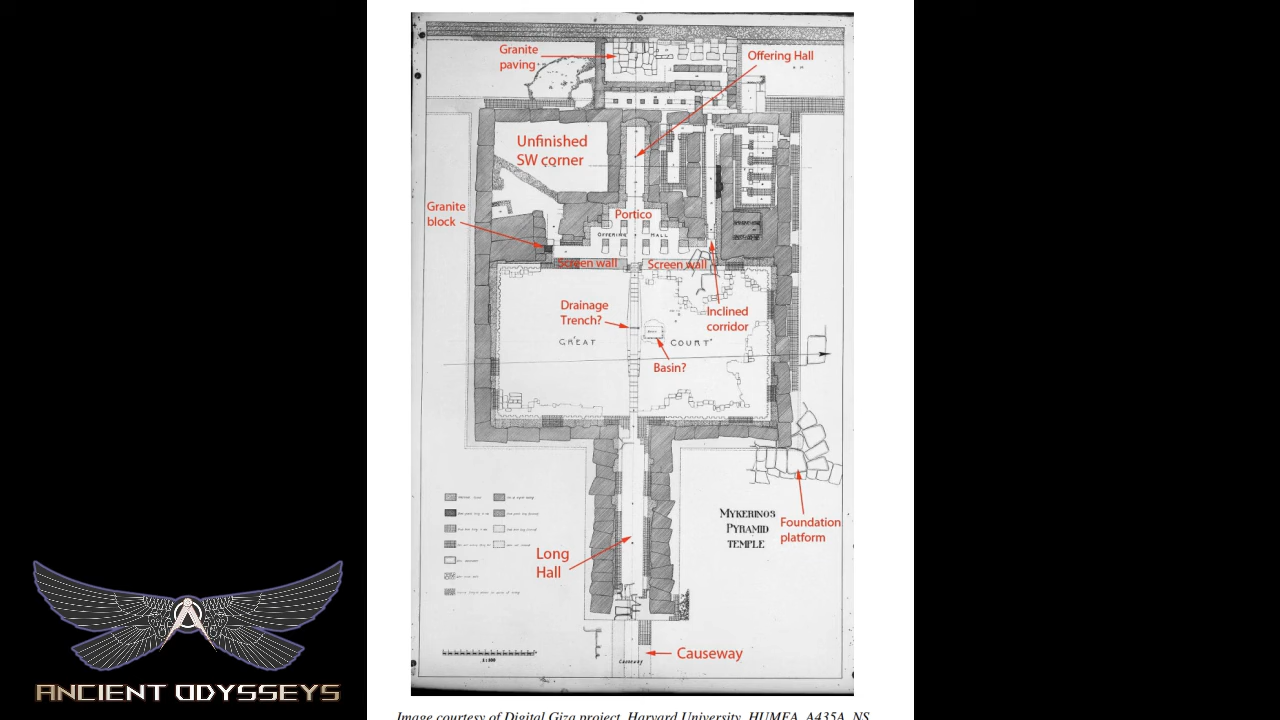 Granite
paving
Offering Hall
Unfinished
SW corner
Granite
block
Portico
OFFERING HALL
Screen wall
Screen wall
Drainage
Trench?
Inclined
corridor
GREAT COURT
Basin?
MYKERINOS
PYRAMID
TEMPLE
Foundation
platform
Long
Hall
Causeway
CAUSEWAY
1:100
ANCIENT ODYSSEYS
Image courtesy of Digital Giza project, Harvard University, HUMFA_A435A_NS